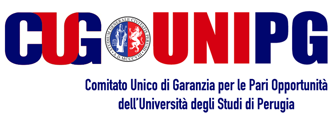 CUG UNIPG
Comitato Unico di Garanzia per le Pari Opportunità
dell'Università degli Studi di Perugia